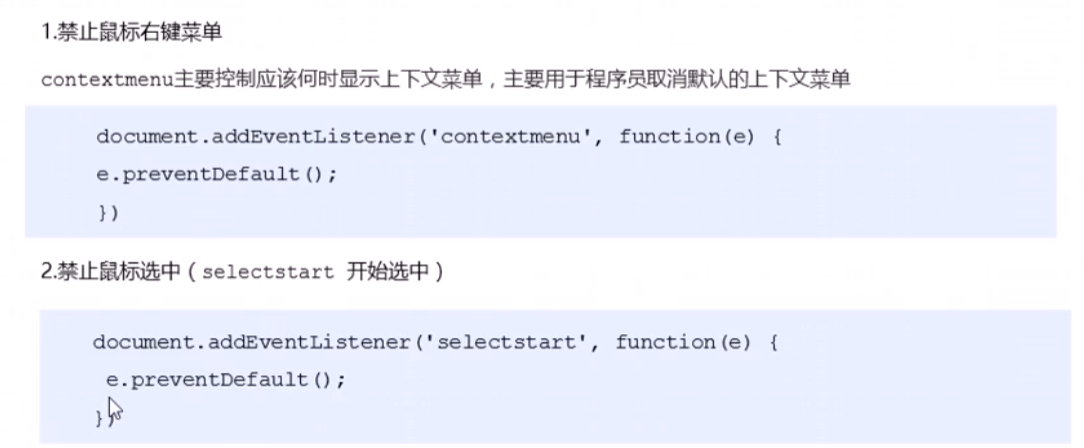 1.禁止鼠标右键菜单
contextmenu主要控制应该何时显示上下文菜单，主要用于程序员取消默认的上下文菜单
document.addEventListener('contextmenu', function(e) {
e.preventDefault();
})
2.禁止鼠标选中（selectstart 开始选中）
document.addEventListener('selectstart', function(e) {
e.preventDefault();
})